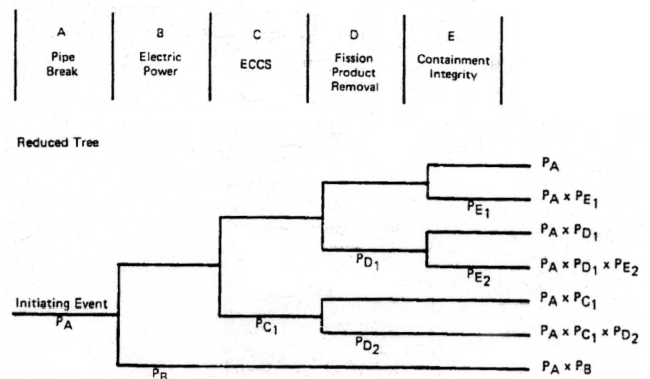 A B C D E
Pipe Break
Electric Power
ECCS
Fission Product Removal
Containment Integrity
Reduced Tree
P_A
P_E1
P_A x P_E1
P_A x P_D1
P_D1
P_E2
P_A x P_D1 x P_E2
Initiating Event
P_A
P_C1
P_A x P_C1
P_D2
P_A x P_C1 x P_D2
P_B
P_A x P_B